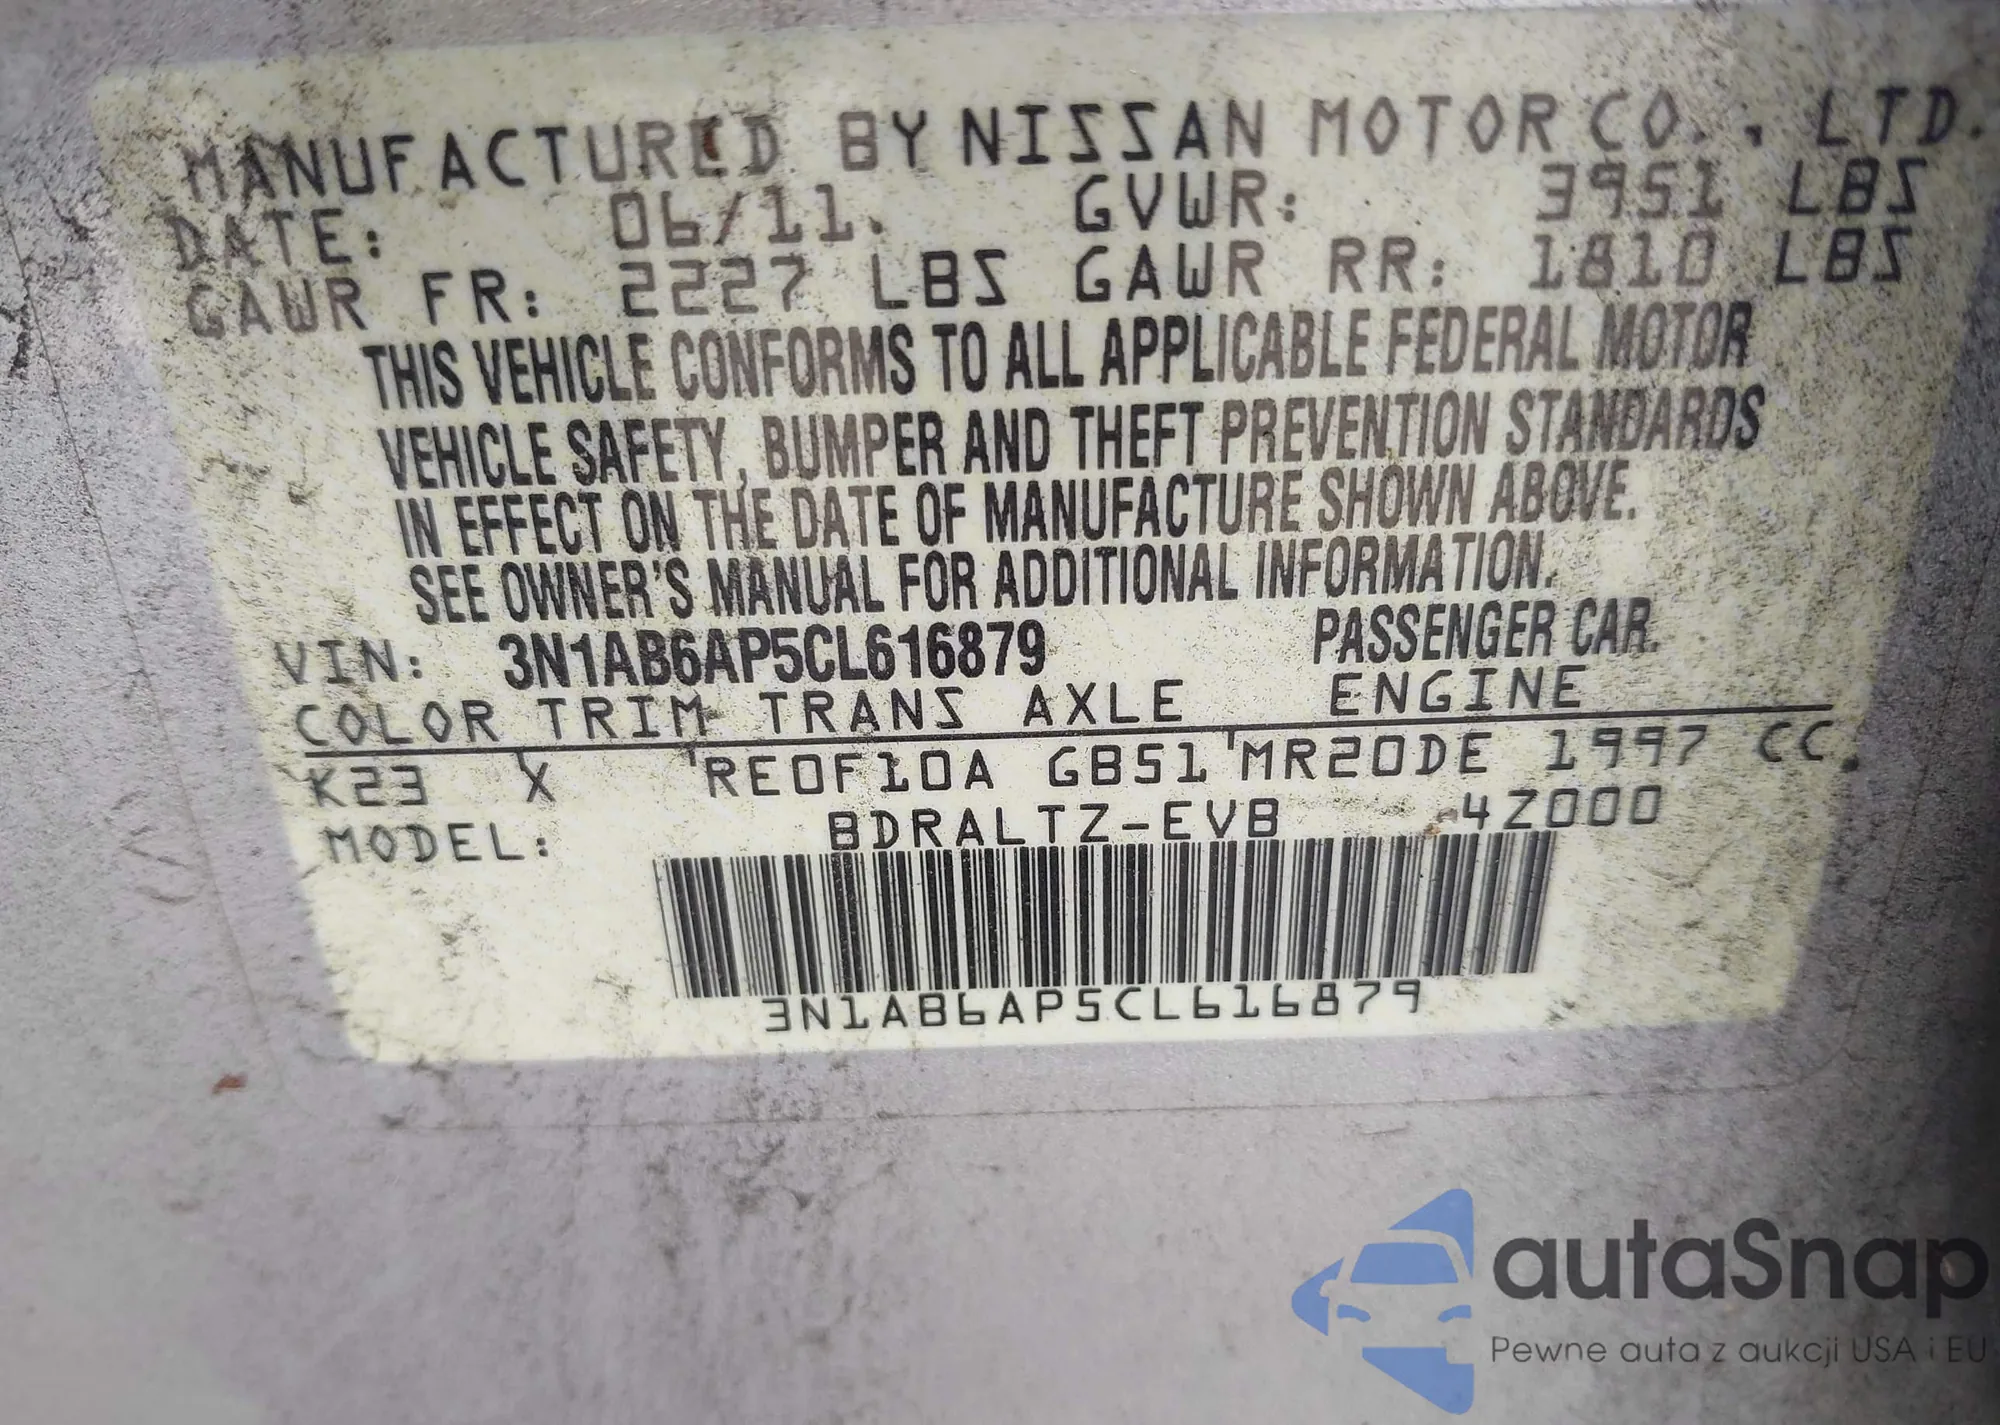 MANUFACTURED BY NISSAN MOTOR CO., LTD.
DATE: 06/11. GVWR: 3951 LBS
GAWR FR: 2227 LBS GAWR RR: 1810 LBS
THIS VEHICLE CONFORMS TO ALL APPLICABLE FEDERAL MOTOR
VEHICLE SAFETY, BUMPER AND THEFT PREVENTION STANDARDS
IN EFFECT ON THE DATE OF MANUFACTURE SHOWN ABOVE.
SEE OWNER'S MANUAL FOR ADDITIONAL INFORMATION.
VIN: 3N1AB6AP5CL616879 PASSENGER CAR.
COLOR TRIM TRANS AXLE ENGINE
K23 X RE0F10A GB51 MR20DE 1997 CC.
MODEL: BDRALTZ-EVB 4Z000
3N1AB6AP5CL616879
autaSnap
Pewne auta z aukcji USA i EU